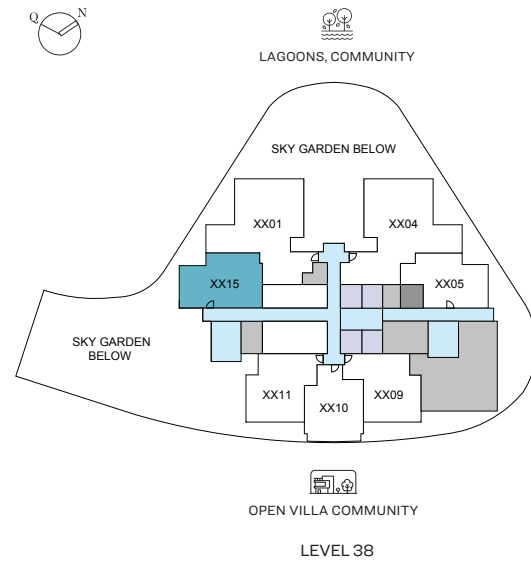 Q N
LAGOONS, COMMUNITY
SKY GARDEN BELOW
XX01 XX04
XX15 XX05
SKY GARDEN
BELOW
XX11 XX10 XX09
OPEN VILLA COMMUNITY
LEVEL 38